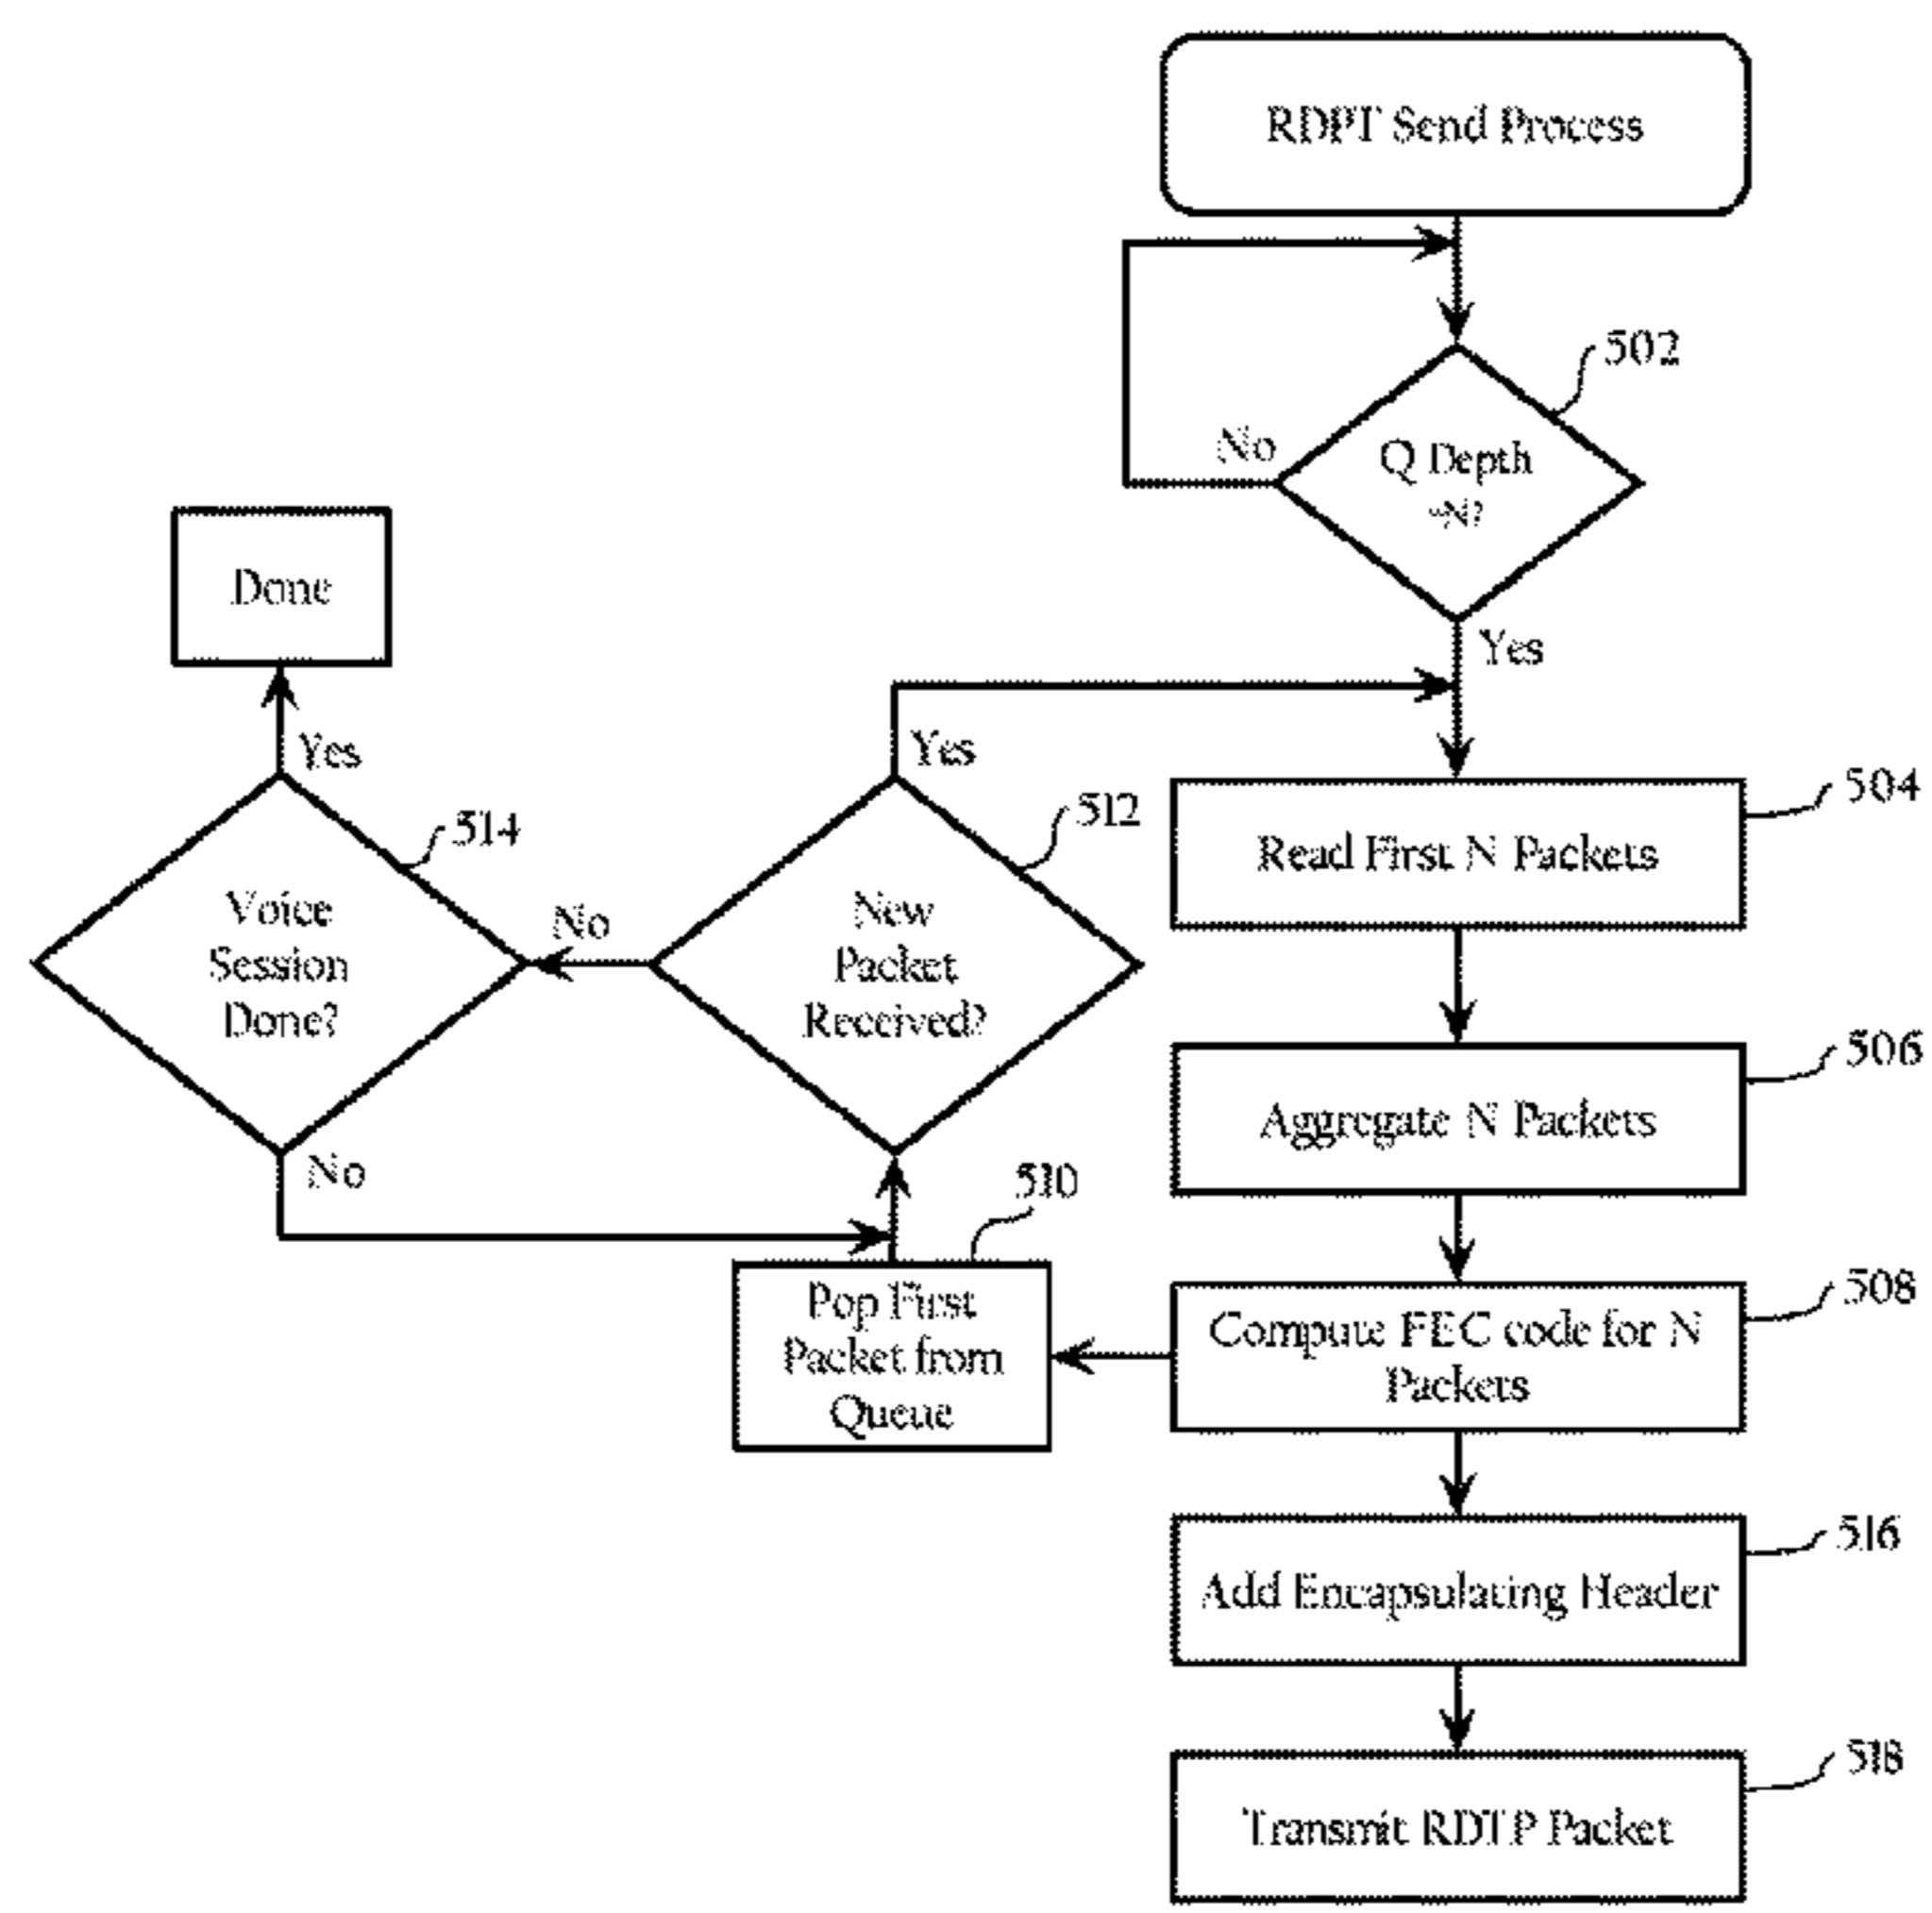 RDPT Send Process
502
No
Q Depth
=N?
Yes
Done
Yes
514
Voice
Session
Done?
No
No
Yes
512
New
Packet
Received?
504
Read First N Packets
506
Aggregate N Packets
510
Pop First
Packet from
Queue
508
Compute FEC code for N
Packets
516
Add Encapsulating Header
518
Transmit RDTP Packet